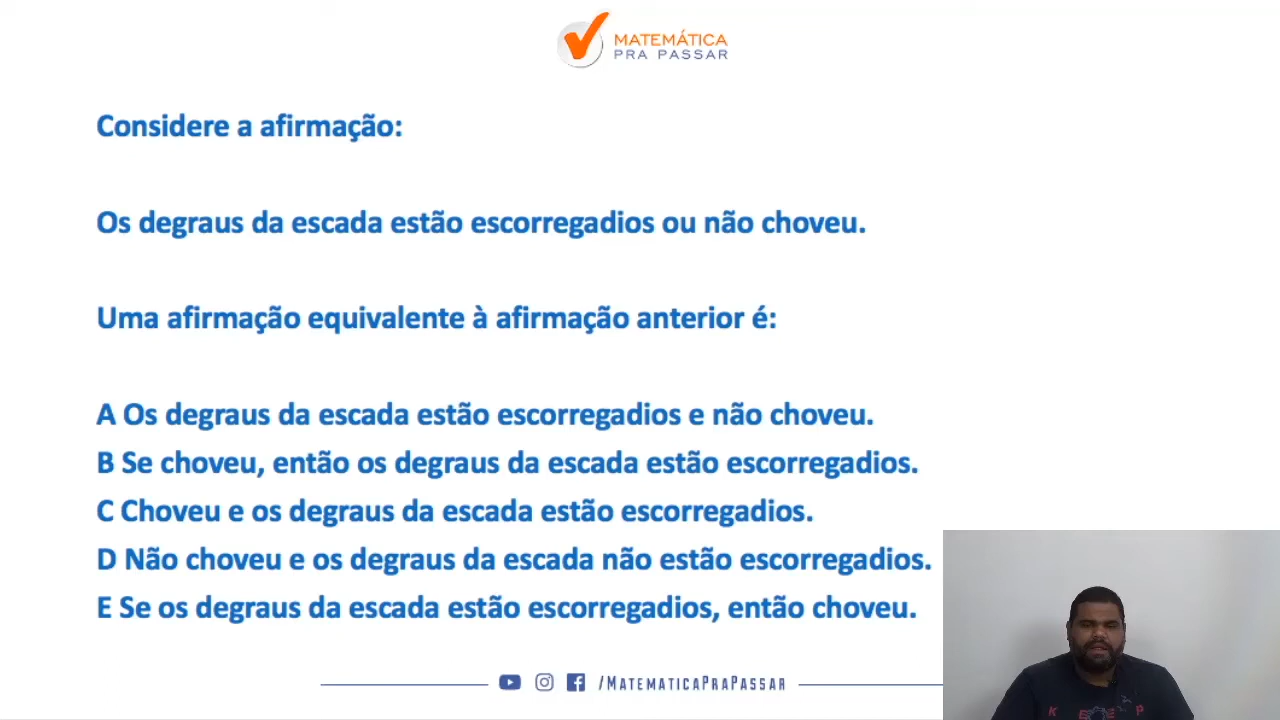 MATEMÁTICA
PRA PASSAR
Considere a afirmação:
Os degraus da escada estão escorregadios ou não choveu.
Uma afirmação equivalente à afirmação anterior é:
A Os degraus da escada estão escorregadios e não choveu.
B Se choveu, então os degraus da escada estão escorregadios.
C Choveu e os degraus da escada estão escorregadios.
D Não choveu e os degraus da escada não estão escorregadios.
E Se os degraus da escada estão escorregadios, então choveu.
/MATEMATICAPRAPASSAR